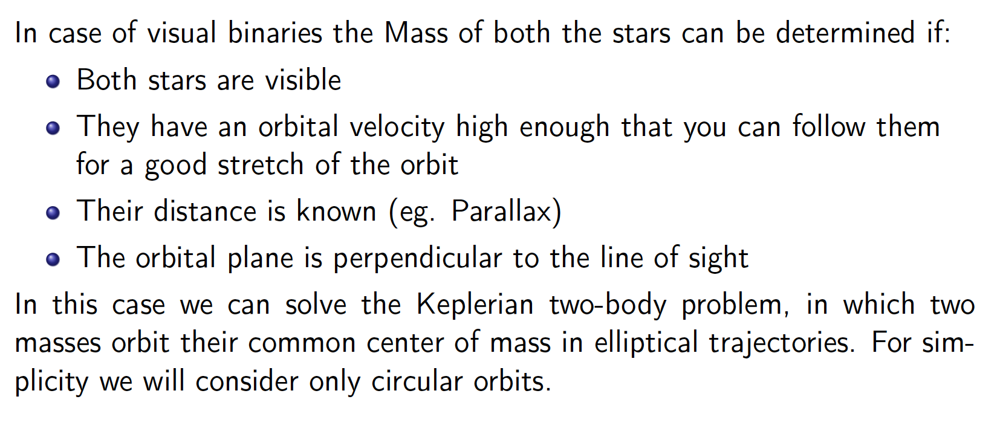 In case of visual binaries the Mass of both the stars can be determined if:
Both stars are visible
They have an orbital velocity high enough that you can follow them
for a good stretch of the orbit
Their distance is known (eg. Parallax)
The orbital plane is perpendicular to the line of sight
In this case we can solve the Keplerian two-body problem, in which two
masses orbit their common center of mass in elliptical trajectories. For sim-
plicity we will consider only circular orbits.